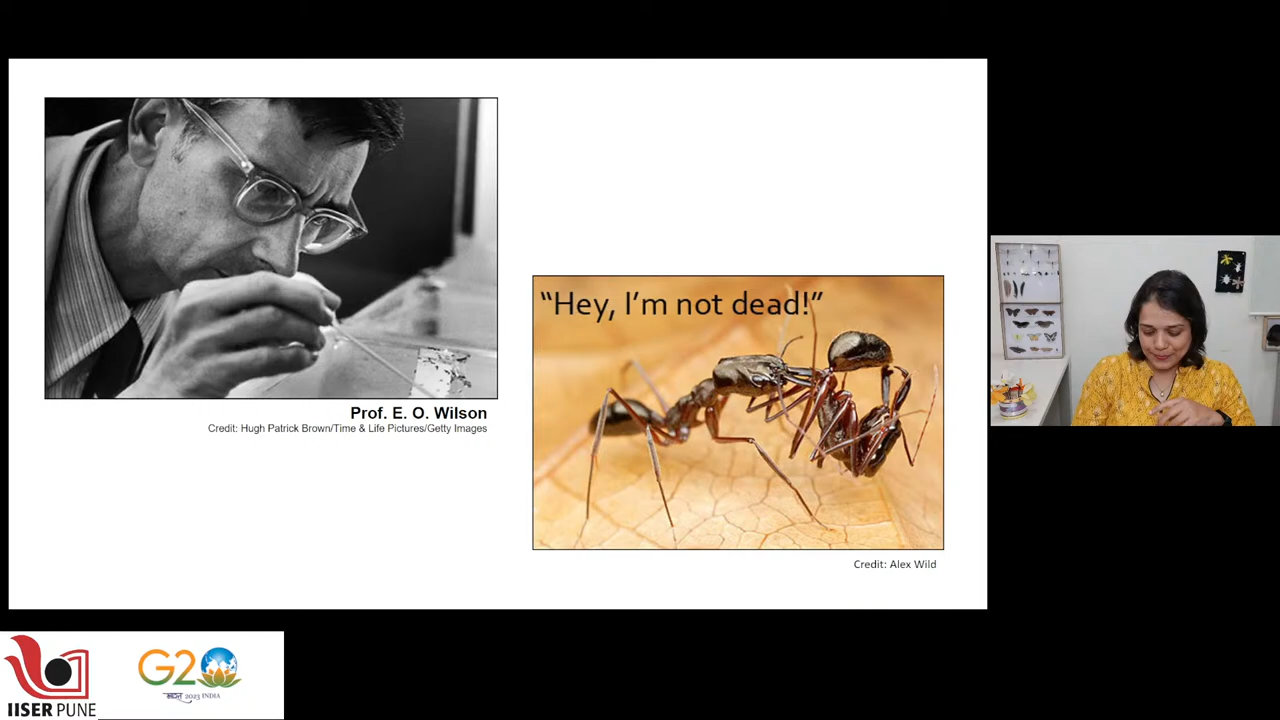 Prof. E. O. Wilson
Credit: Hugh Patrick Brown/Time & Life Pictures/Getty Images
“Hey, I’m not dead!”
Credit: Alex Wild
IISER PUNE
G20
भारत 2023 INDIA